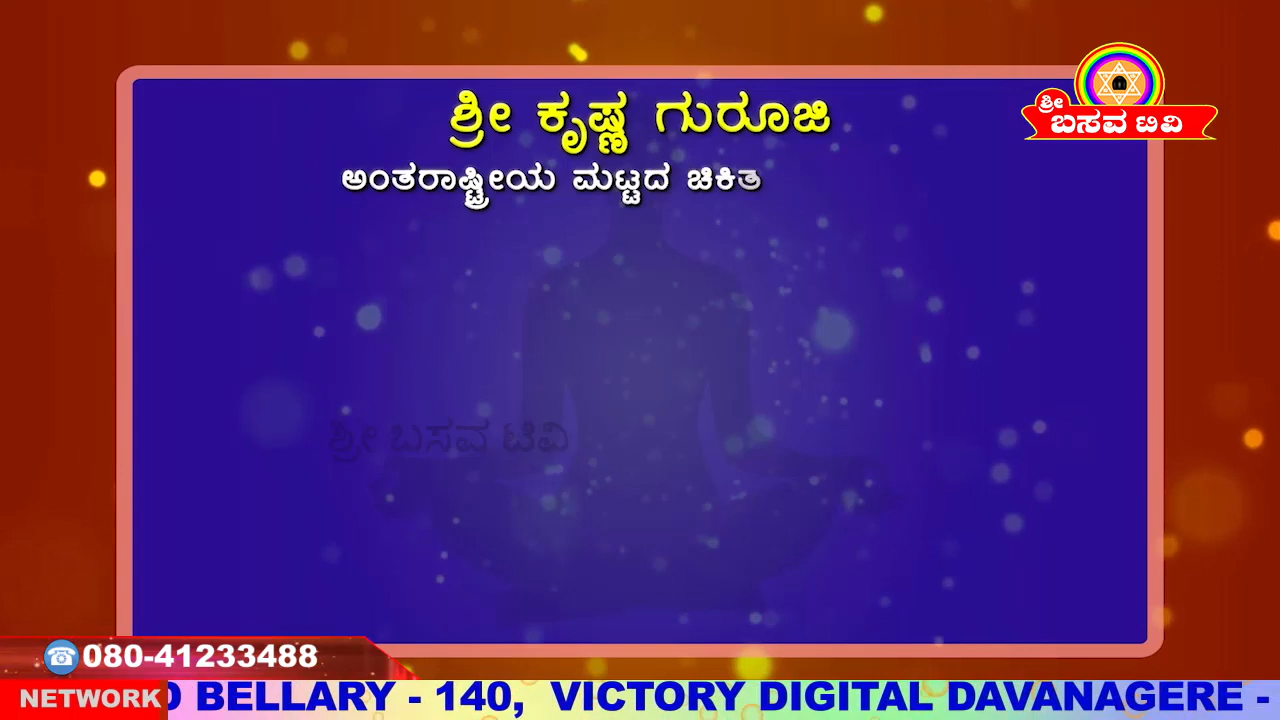 ಶ್ರೀ ಕೃಷ್ಣ ಗುರೂಜಿ
ಅಂತರಾಷ್ಟ್ರೀಯ ಮಟ್ಟದ ಚಿಕಿತ
ಶ್ರೀ
ಬಸವ ಟಿವಿ
ಶ್ರೀ ಬಸವ ಟಿವಿ
080-41233488
NETWORK O BELLARY - 140, VICTORY DIGITAL DAVANAGERE -